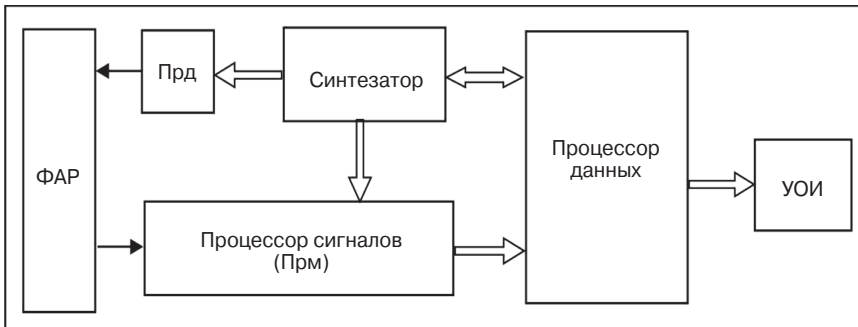 Прд
Синтезатор
ФАР
Процессор
данных
УОИ
Процессор сигналов
(Прм)